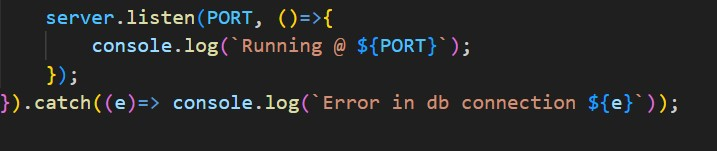 server.listen(PORT, ()=>{
console.log(`Running @ ${PORT}`);
});
}).catch((e)=> console.log(`Error in db connection ${e}`));